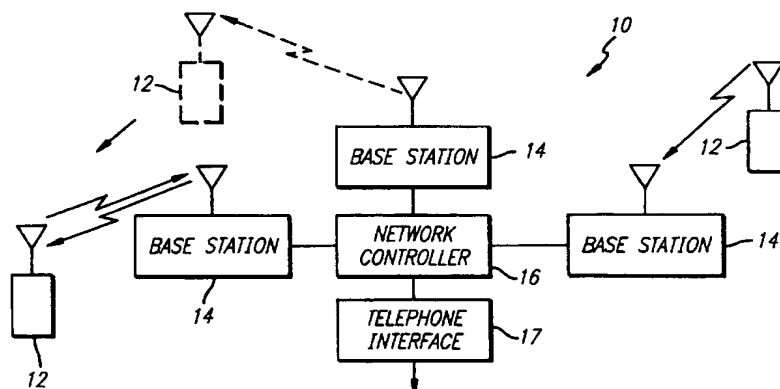 10
12
12
BASE STATION
14
BASE STATION
14
NETWORK
CONTROLLER
16
BASE STATION
14
TELEPHONE
INTERFACE
17
12